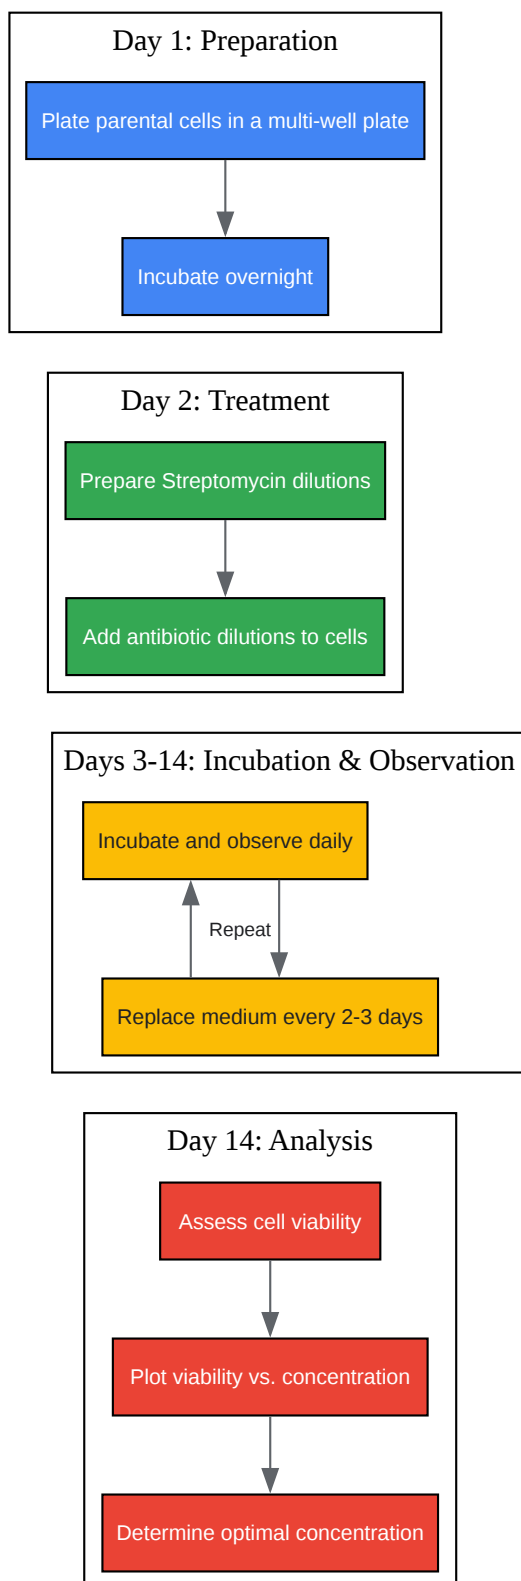 Day 1: Preparation
Plate parental cells in a multi-well plate
Incubate overnight
Day 2: Treatment
Prepare Streptomycin dilutions
Add antibiotic dilutions to cells
Days 3-14: Incubation & Observation
Incubate and observe daily
Repeat
Replace medium every 2-3 days
Day 14: Analysis
Assess cell viability
Plot viability vs. concentration
Determine optimal concentration